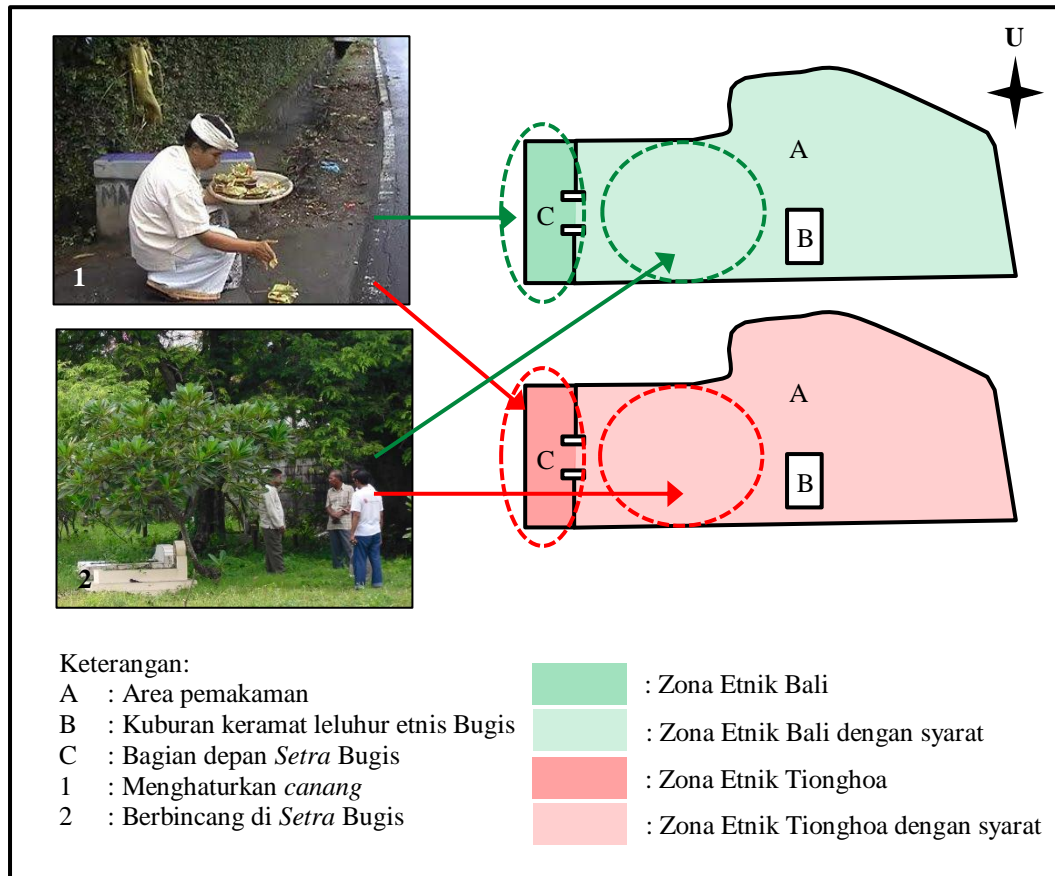 U
A
C
B
1
A
C
B
2
Keterangan:
A : Area pemakaman
B : Kuburan keramat leluhur etnis Bugis
C : Bagian depan Setra Bugis
1 : Menghaturkan canang
2 : Berbincang di Setra Bugis
: Zona Etnik Bali
: Zona Etnik Bali dengan syarat
: Zona Etnik Tionghoa
: Zona Etnik Tionghoa dengan syarat